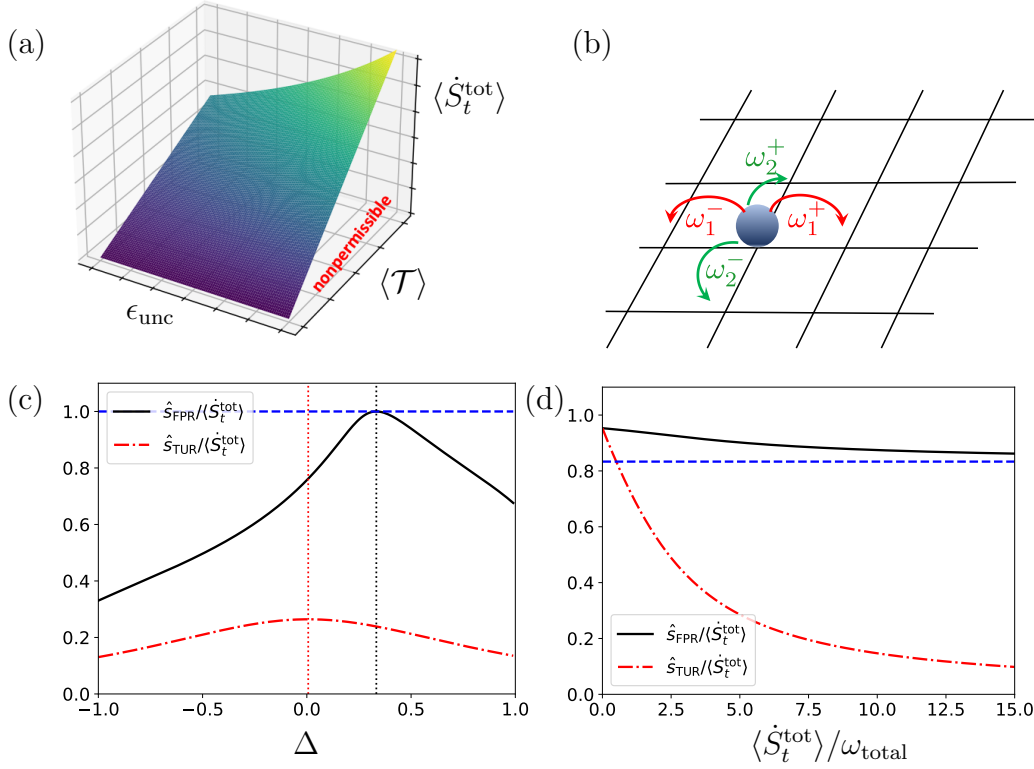 (a)
⟨Ṡ_t^tot⟩
nonpermissible
⟨𝒯⟩
ϵ_unc
(b)
ω_2^+
ω_1^-
ω_1^+
ω_2^-
(c)
ŝ_FPR/⟨Ṡ_t^tot⟩
ŝ_TUR/⟨Ṡ_t^tot⟩
1.0
0.8
0.6
0.4
0.2
0.0
−1.0 −0.5 0.0 0.5 1.0
Δ
(d)
1.0
0.8
0.6
0.4
0.2
0.0
ŝ_FPR/⟨Ṡ_t^tot⟩
ŝ_TUR/⟨Ṡ_t^tot⟩
0.0 2.5 5.0 7.5 10.0 12.5 15.0
⟨Ṡ_t^tot⟩/ω_total